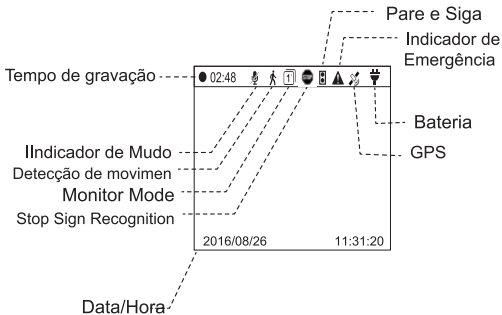 Pare e Siga
Indicador de
Emergência
Tempo de gravação
02:48
1
Bateria
GPS
IIndicador de Mudo
Detecção de movimen
Monitor Mode
Stop Sign Recognition
2016/08/26 11:31:20
Data/Hora